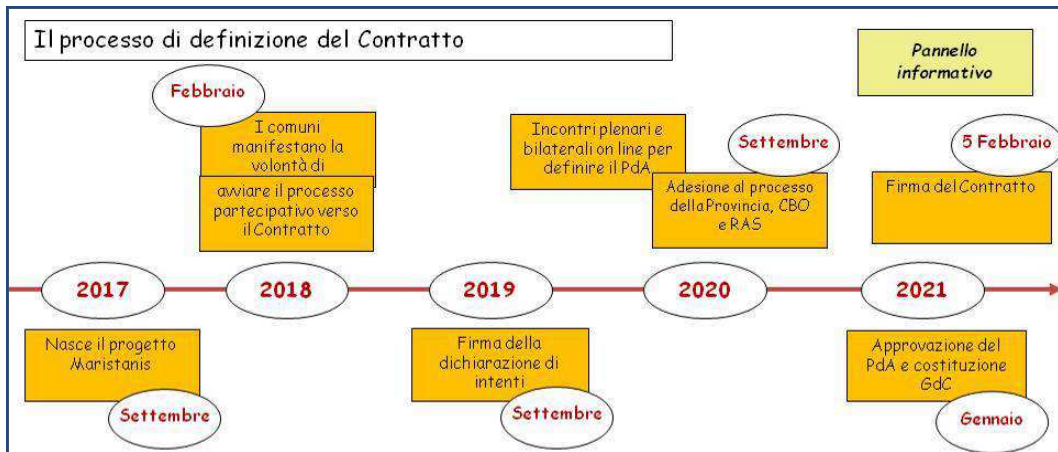 Il processo di definizione del Contratto
Pannello
informativo
Febbraio
I comuni
manifestano la
volontà di
avviare il processo
partecipativo verso
il Contratto
Incontri plenari e
bilaterali on line per
definire il PdA
Settembre
Adesione al processo
della Provincia, CBO
e RAS
5 Febbraio
Firma del Contratto
2017
2018
2019
2020
2021
Nasce il progetto
Maristanis
Settembre
Firma della
dichiarazione di
intenti
Settembre
Approvazione del
PdA e costituzione
GdC
Gennaio